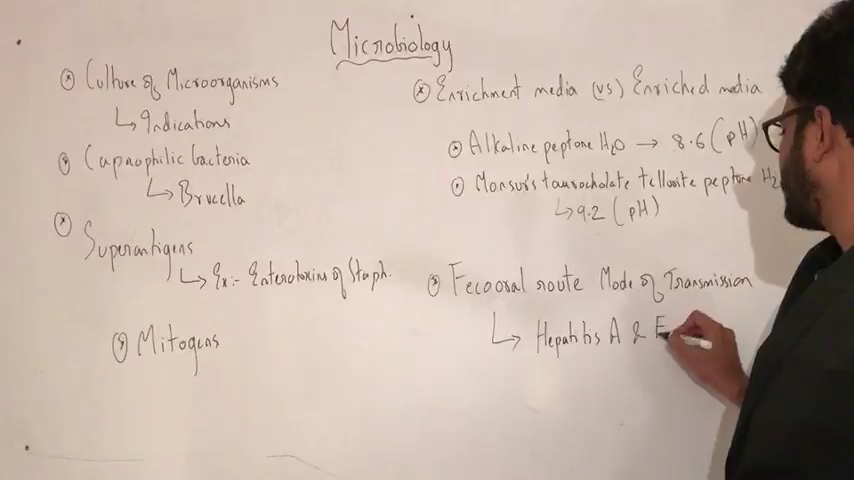 Microbiology
Culture of Microorganisms
Indications
Capnophilic bacteria
Brucella
Superantigens
Ex:- Enterotoxins of Staph.
Mitogens
Enrichment media (vs) Enriched media
Alkaline peptone H2O → 8.6 (pH)
Monsur's taurocholate tellurite peptone H2
9.2 (pH)
Fecooral route Mode of Transmission
Hepatitis A & E